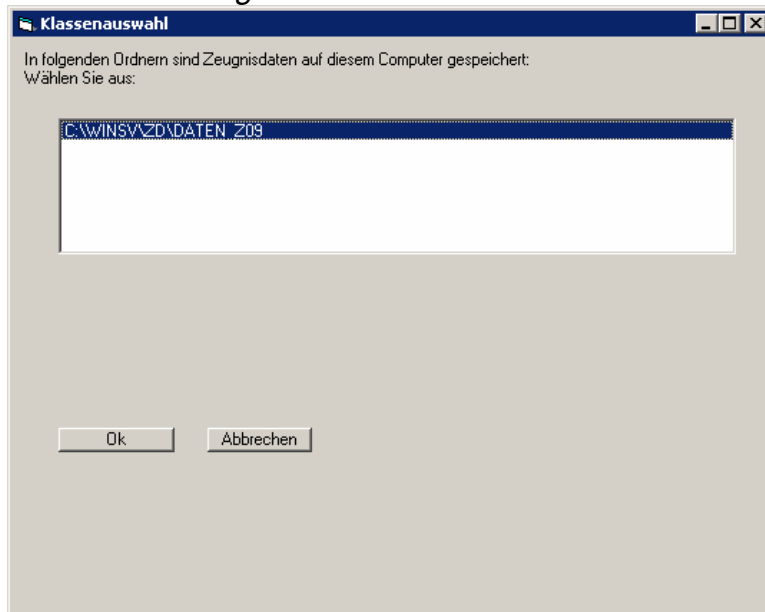 Klassenauswahl
In folgenden Ordnern sind Zeugnisdaten auf diesem Computer gespeichert:
Wählen Sie aus:
C:\WINSV\ZD\DATEN_Z09
Ok
Abbrechen